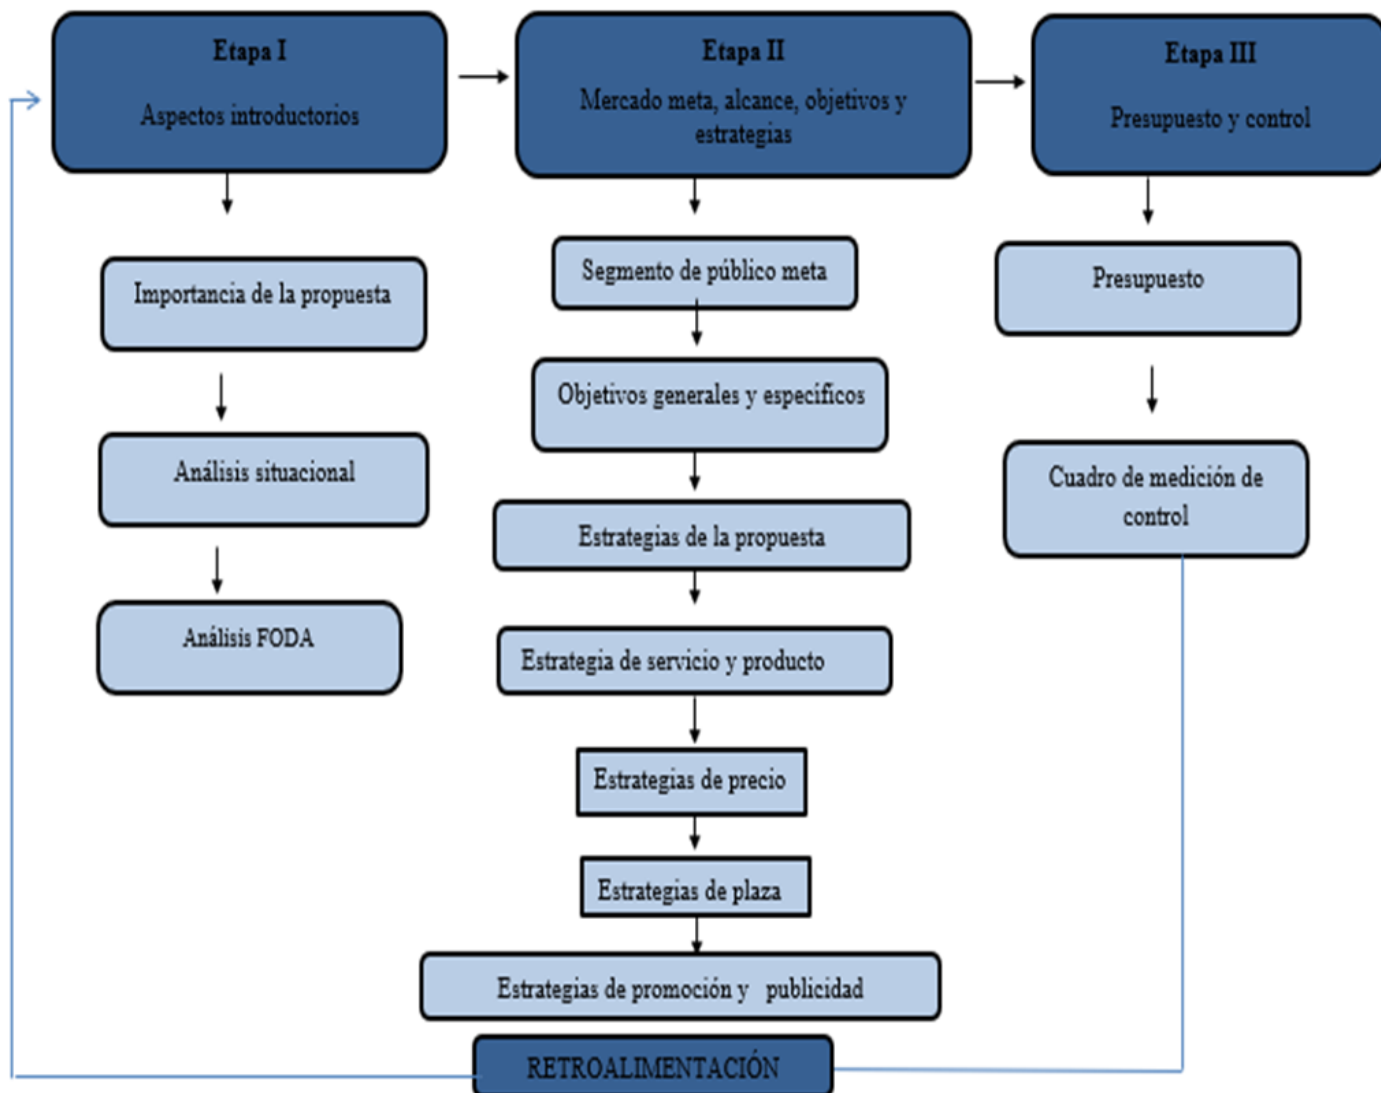 Etapa I
Aspectos introductorios
Etapa II
Mercado meta, alcance, objetivos y
estrategias
Etapa III
Presupuesto y control
Importancia de la propuesta
Análisis situacional
Análisis FODA
Segmento de público meta
Objetivos generales y específicos
Estrategias de la propuesta
Estrategia de servicio y producto
Estrategias de precio
Estrategias de plaza
Estrategias de promoción y publicidad
Presupuesto
Cuadro de medición de
control
RETROALIMENTACIÓN